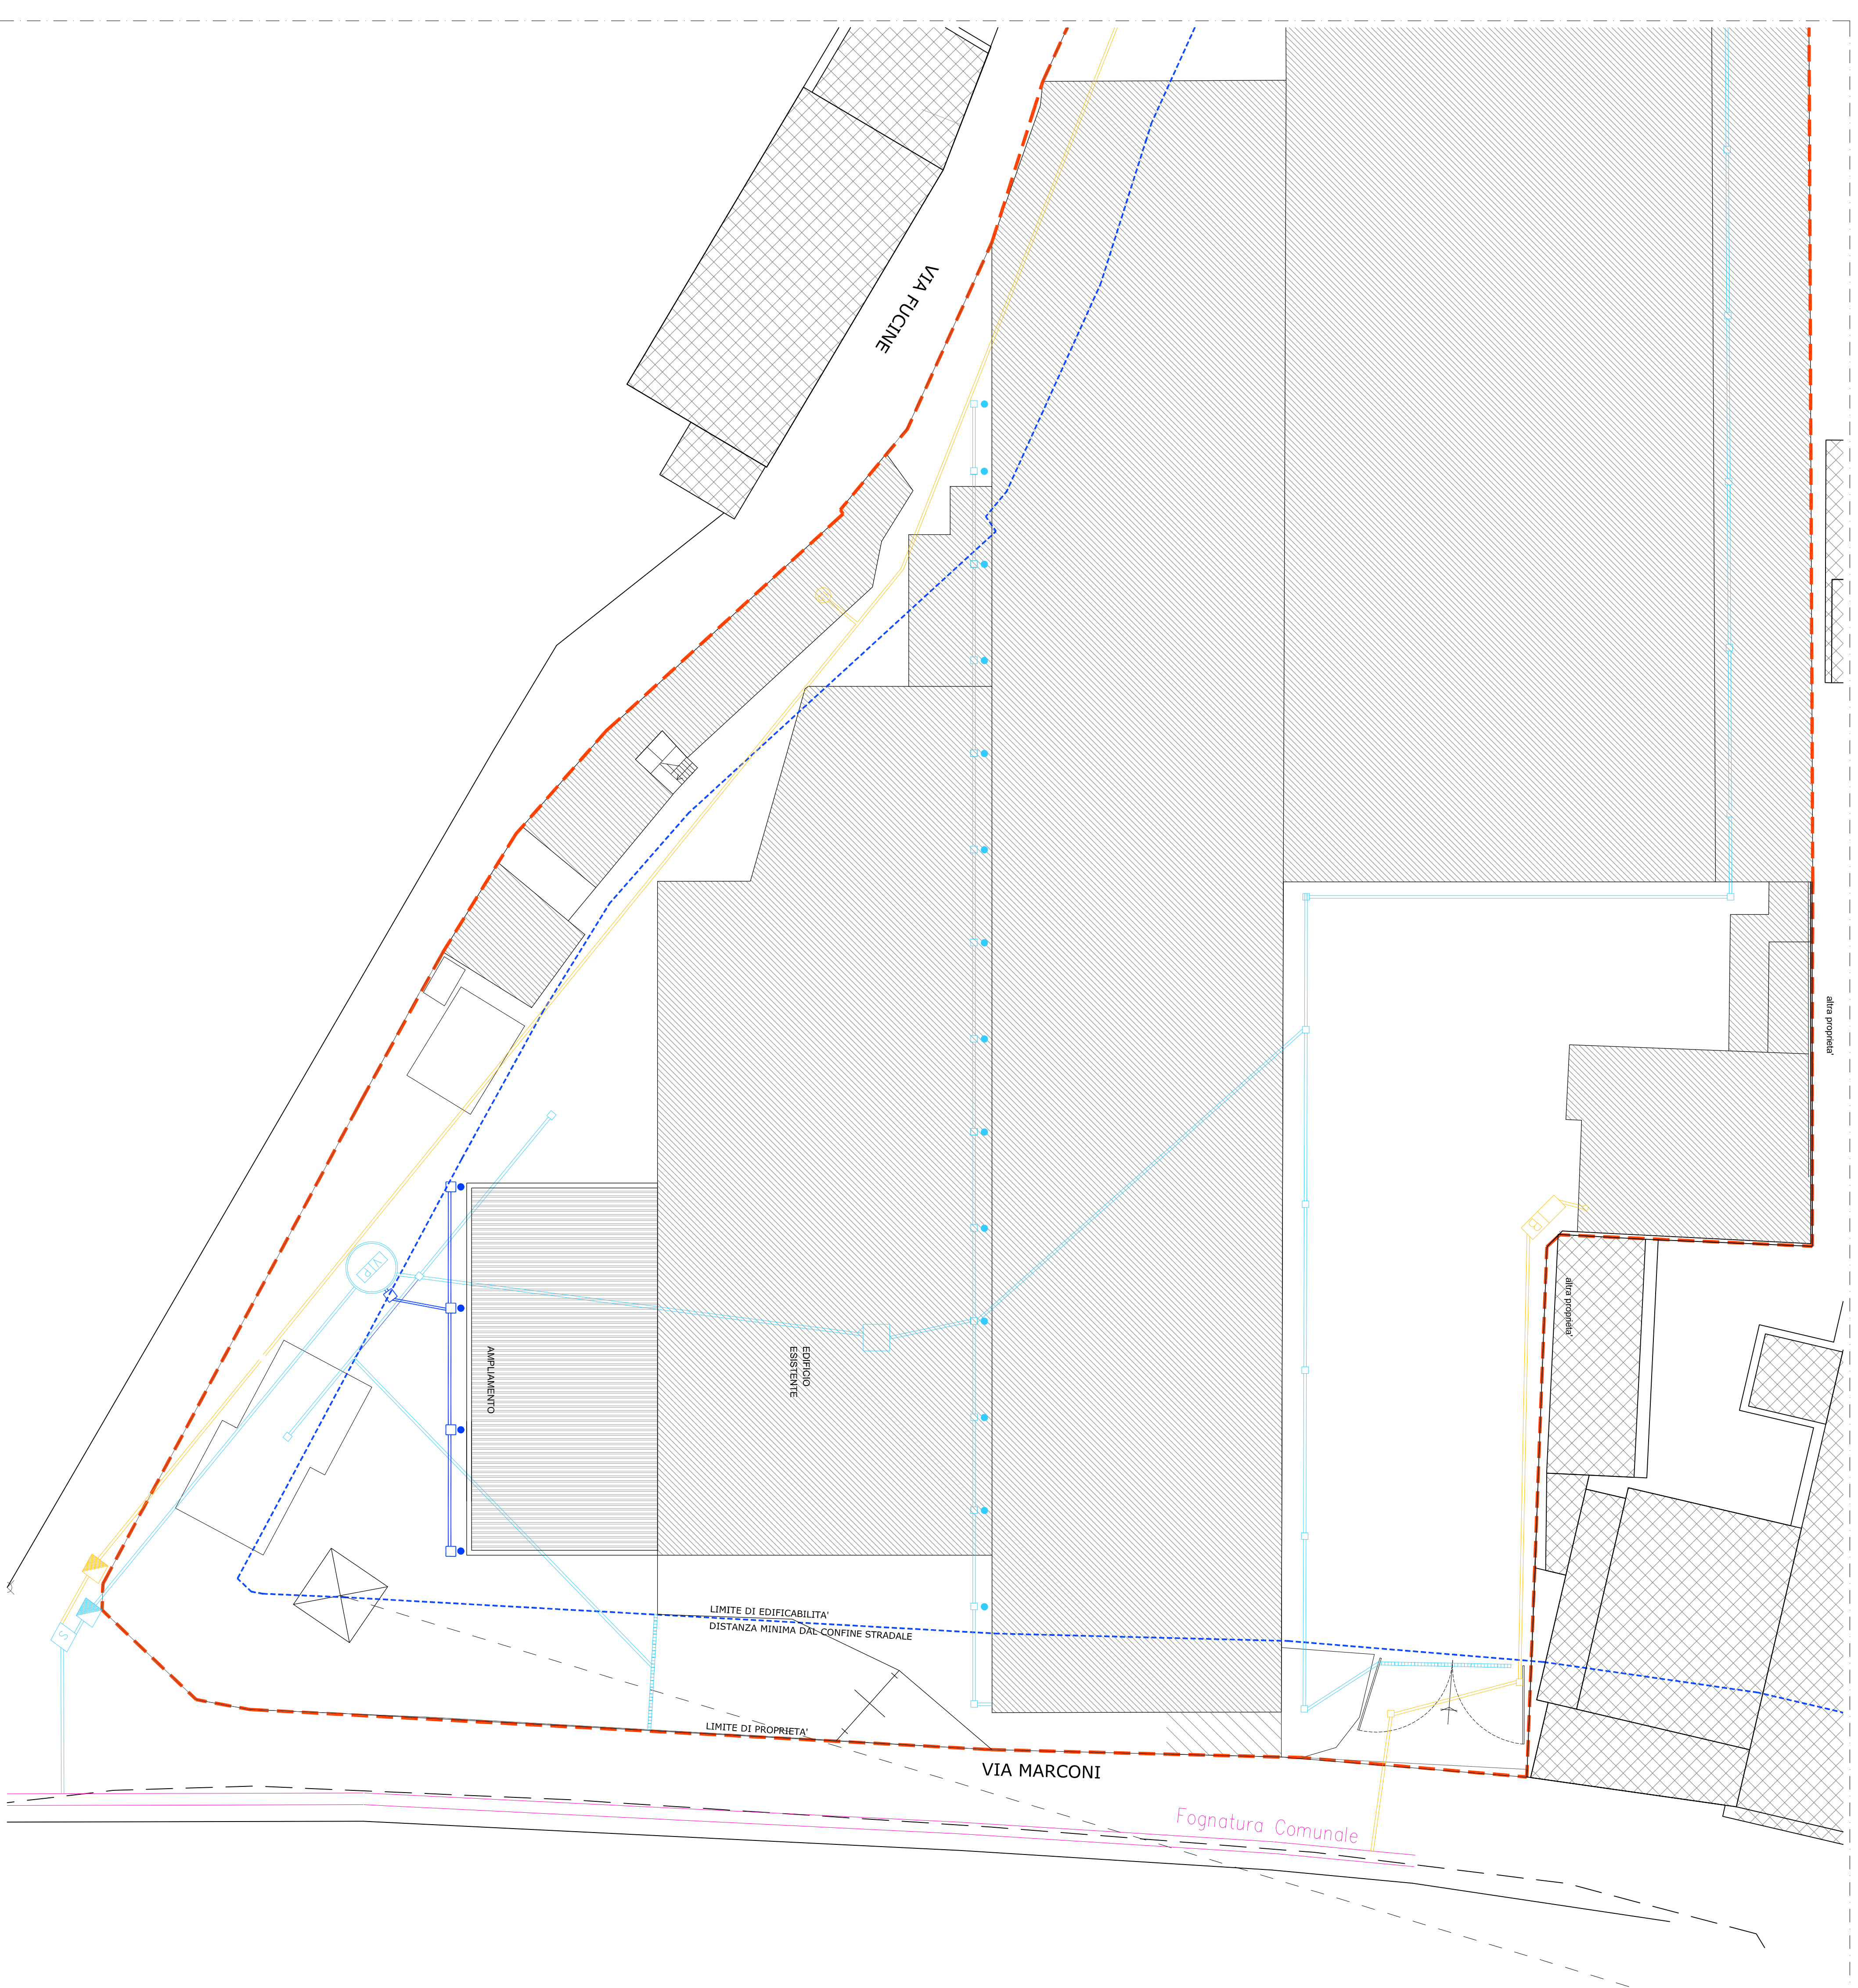 VIA FUCINE
altra proprieta'
altra proprieta'
V.I.P.
EDIFICIO
ESISTENTE
AMPLIAMENTO
LIMITE DI EDIFICABILITA'
DISTANZA MINIMA DAL CONFINE STRADALE
S
LIMITE DI PROPRIETA'
VIA MARCONI
Fognatura Comunale